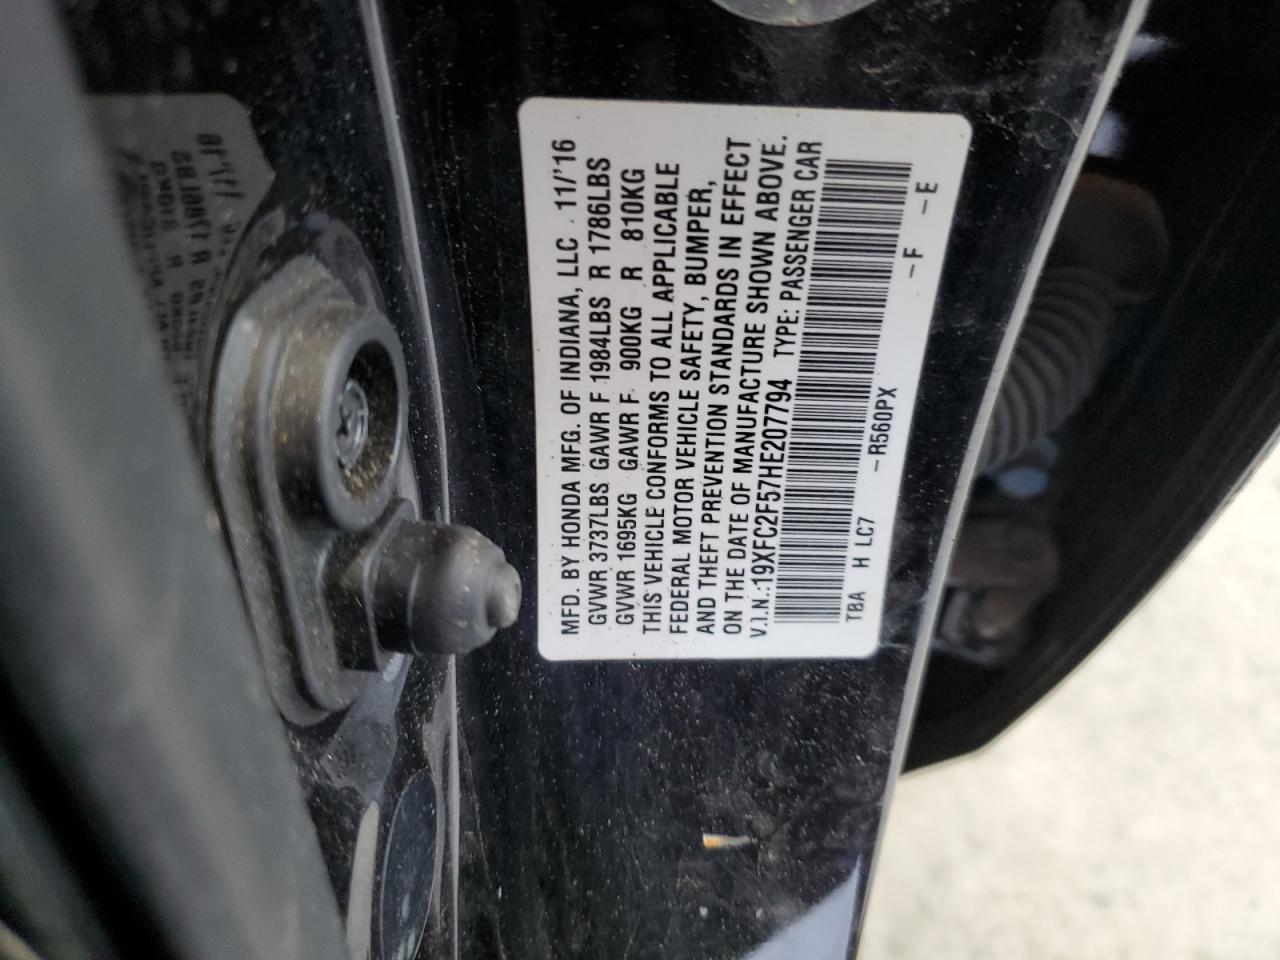 MFD. BY HONDA MFG. OF INDIANA, LLC 11/'16
GVWR 3737LBS GAWR F 1984LBS R 1786LBS
GVWR 1695KG GAWR F 900KG R 810KG
THIS VEHICLE CONFORMS TO ALL APPLICABLE
FEDERAL MOTOR VEHICLE SAFETY, BUMPER,
AND THEFT PREVENTION STANDARDS IN EFFECT
ON THE DATE OF MANUFACTURE SHOWN ABOVE.
V.I.N.:19XFC2F57HE207794 TYPE: PASSENGER CAR
TBA H LC7 -R560PX -F -E